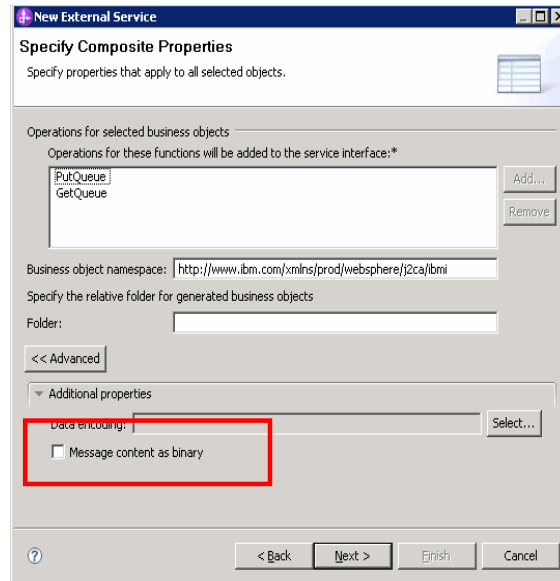 New External Service
Specify Composite Properties
Specify properties that apply to all selected objects.
Operations for selected business objects
Operations for these functions will be added to the service interface:*
PutQueue
GetQueue
Add...
Remove
Business object namespace: http://www.ibm.com/xmlns/prod/websphere/j2ca/ibmi
Specify the relative folder for generated business objects
Folder:
<< Advanced
Additional properties
Data encoding: Select...
Message content as binary
? < Back Next > Finish Cancel